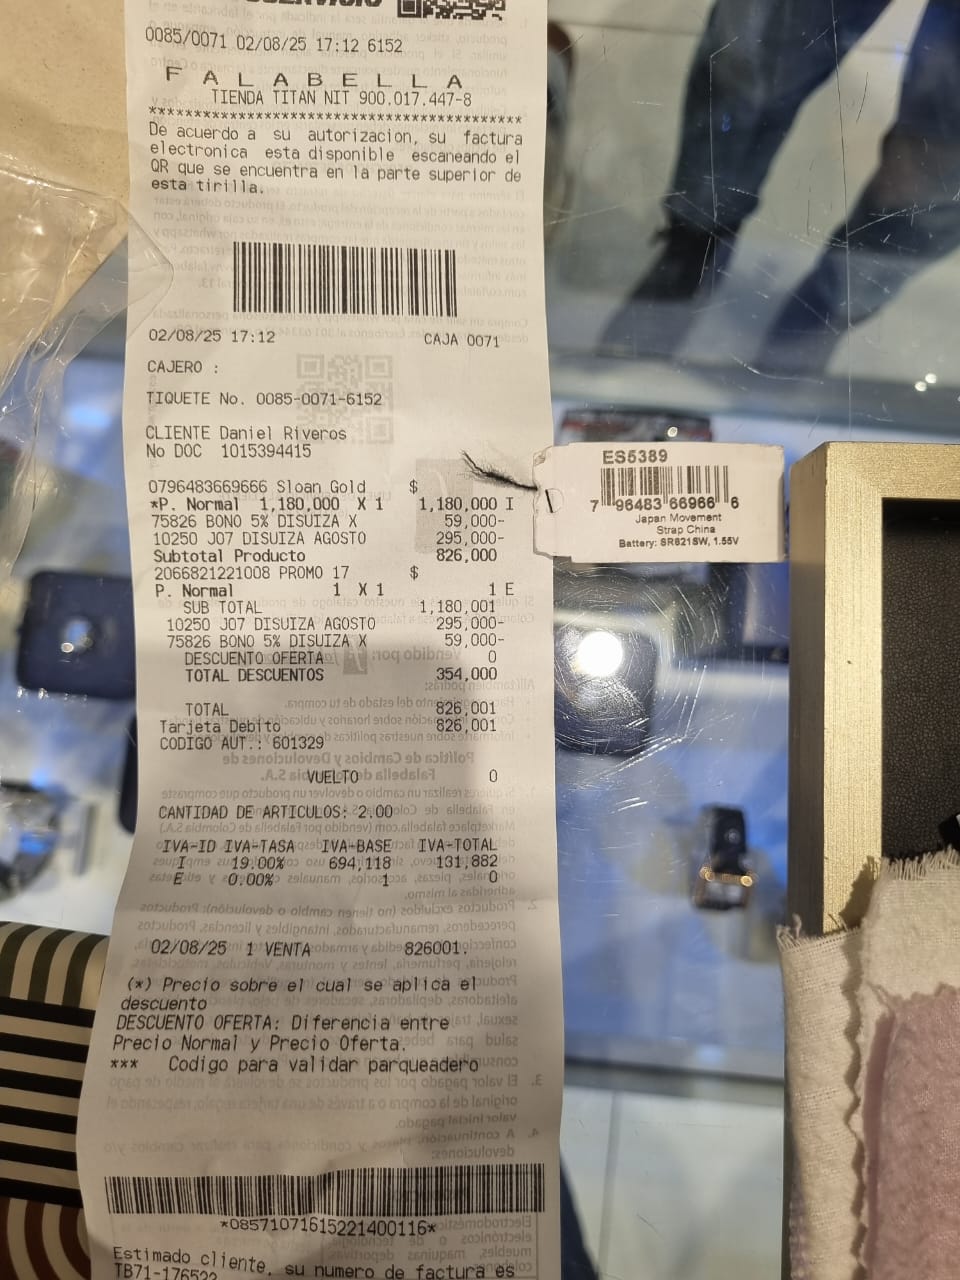 0085/0071 02/08/25 17:12 6152
F A L A B E L L A
TIENDA TITAN NIT 900.017.447-8
**********************************************
De acuerdo a su autorizacion, su factura
electronica esta disponible escaneando el
QR que se encuentra en la parte superior de
esta tirilla.
02/08/25 17:12 CAJA 0071
CAJERO :
TIQUETE No. 0085-0071-6152
CLIENTE Daniel Riveros
No DOC 1015394415
0796483669666 Sloan Gold $
*P. Normal 1,180,000 X 1 1,180,000 I
75826 BONO 5% DISUIZA X 59,000-
10250 J07 DISUIZA AGOSTO 295,000-
Subtotal Producto 826,000
2066821221008 PROMO 17 $
P. Normal 1 X 1 1 E
SUB TOTAL 1,180,001
10250 J07 DISUIZA AGOSTO 295,000-
75826 BONO 5% DISUIZA X 59,000-
DESCUENTO OFERTA 0
TOTAL DESCUENTOS 354,000
TOTAL 826,001
Tarjeta Debito 826,001
CODIGO AUT.: 601329
VUELTO 0
CANTIDAD DE ARTICULOS: 2.00
IVA-ID IVA-TASA IVA-BASE IVA-TOTAL
I 19.00% 694,118 131,882
E 0.00% 1 0
02/08/25 1 VENTA 826001.
(*) Precio sobre el cual se aplica el
descuento
DESCUENTO OFERTA: Diferencia entre
Precio Normal y Precio Oferta.
*** Codigo para validar parqueadero
*08571071615221400116*
Estimado cliente, su numero de factura es
TB71-176522
ES5389
7 96483 66966 6
Japan Movement
Strap China
Battery: SR621SW, 1.55V